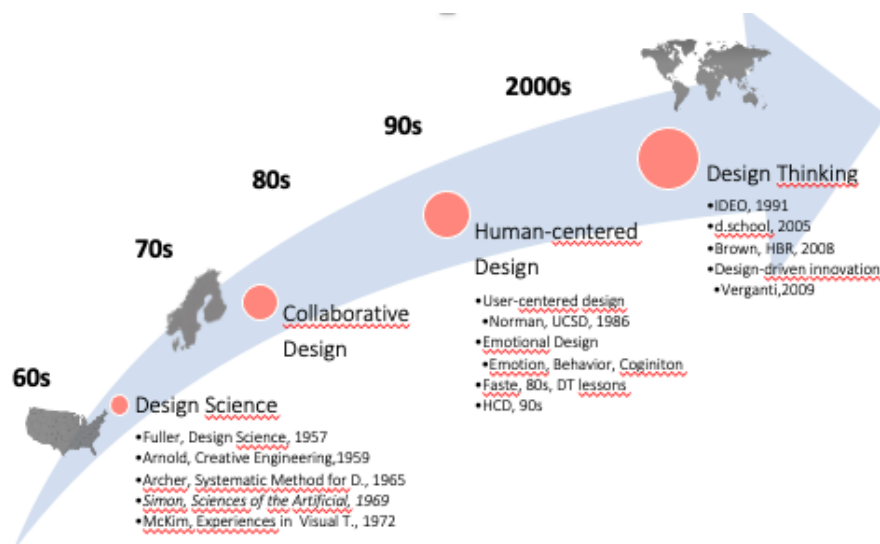 60s
70s
80s
90s
2000s
Design Science
•Fuller, Design Science, 1957
•Arnold, Creative Engineering,1959
•Archer, Systematic Method for D., 1965
•Simon, Sciences of the Artificial, 1969
•McKim, Experiences in Visual T., 1972
Collaborative
Design
Human-centered
Design
•User-centered design
•Norman, UCSD, 1986
•Emotional Design
•Emotion, Behavior, Coginiton
•Faste, 80s, DT lessons
•HCD, 90s
Design Thinking
•IDEO, 1991
•d.school, 2005
•Brown, HBR, 2008
•Design-driven innovation
•Verganti,2009